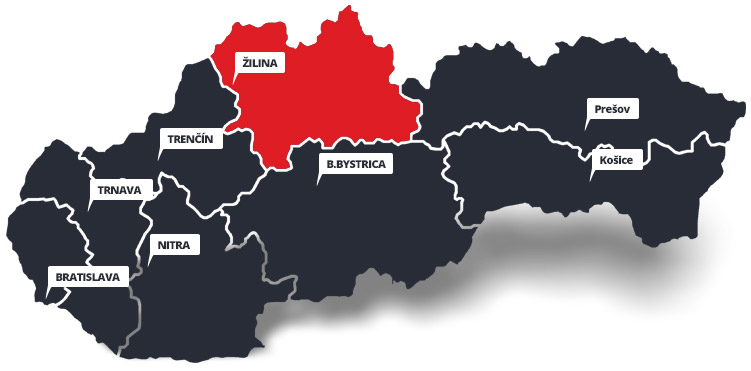 ŽILINA
Prešov
TRENČÍN
Košice
B.BYSTRICA
TRNAVA
NITRA
BRATISLAVA